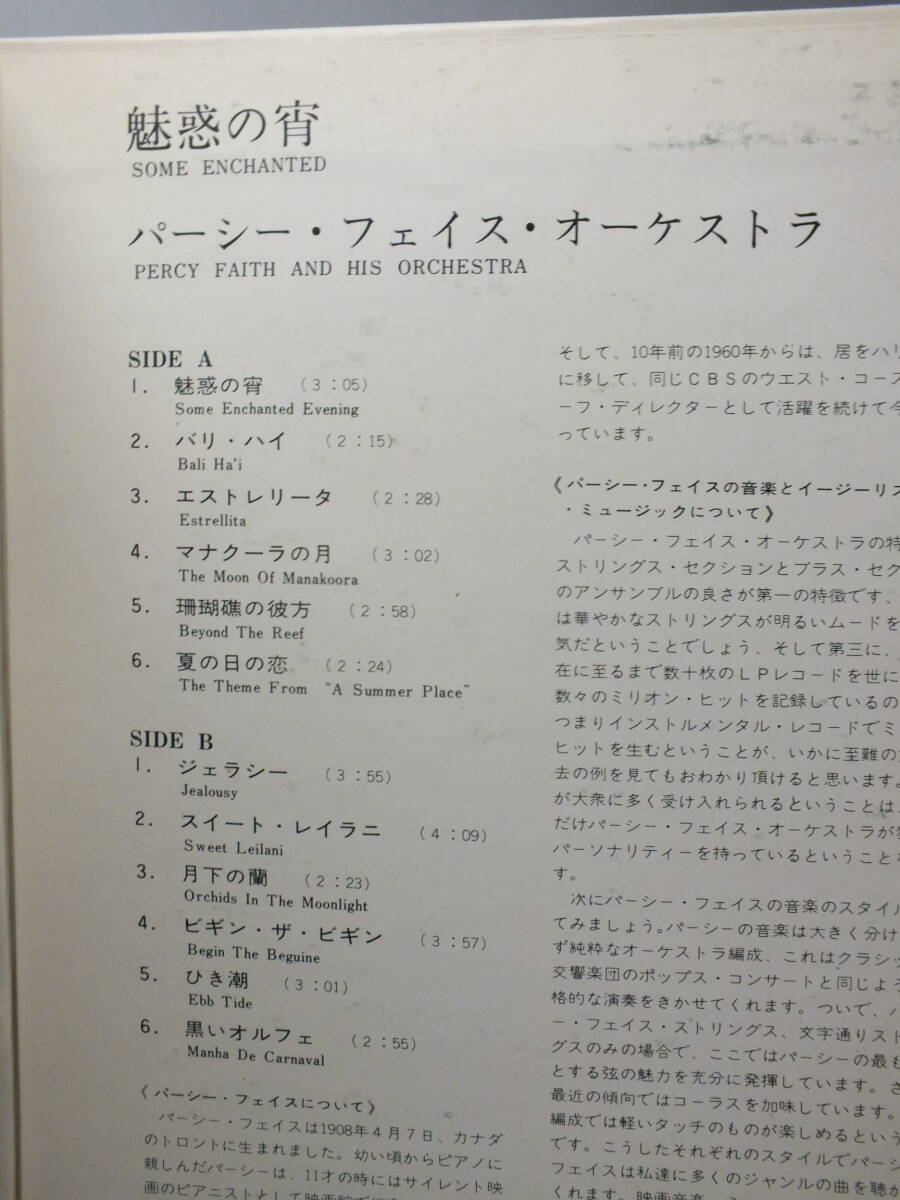 魅惑の宵
SOME ENCHANTED
パーシー・フェイス・オーケストラ
PERCY FAITH AND HIS ORCHESTRA
SIDE A
1. 魅惑の宵 (3:05)
Some Enchanted Evening
2. バリ・ハイ (2:15)
Bali Ha'i
3. エストレリータ (2:28)
Estrellita
4. マナクーラの月 (3:02)
The Moon Of Manakoora
5. 珊瑚礁の彼方 (2:58)
Beyond The Reef
6. 夏の日の恋 (2:24)
The Theme From “A Summer Place”
SIDE B
1. ジェラシー (3:55)
Jealousy
2. スイート・レイラニ (4:09)
Sweet Leilani
3. 月下の蘭 (2:23)
Orchids In The Moonlight
4. ビギン・ザ・ビギン (3:57)
Begin The Beguine
5. ひき潮 (3:01)
Ebb Tide
6. 黒いオルフェ (2:55)
Manha De Carnaval
《パーシー・フェイスについて》
パーシー・フェイスは1908年4月7日、カナダ
のトロントに生まれました。幼い頃からピアノに
親しんだパーシーは、11才の時にはサイレント映
画のピアニストとして映画館で
そして、10年前の1960年からは、居をハリ
に移して、同じCBSのウエスト・コース
ーフ・ディレクターとして活躍を続けて今
っています。
《パーシー・フェイスの音楽とイージーリス
・ミュージックについて》
パーシー・フェイス・オーケストラの特
ストリングス・セクションとブラス・セク
のアンサンブルの良さが第一の特徴です、
は華やかなストリングスが明るいムードを
気だということでしょう、そして第三に、
在に至るまで数十枚のLPレコードを世に
数々のミリオン・ヒットを記録しているの
つまりインストルメンタル・レコードでミ
ヒットを生むということが、いかに至難の
去の例を見てもおわかり頂けると思います。
が大衆に多く受け入れられるということは、
だけパーシー・フェイス・オーケストラが
パーソナリティーを持っているということ
す。
次にパーシー・フェイスの音楽のスタイル
てみましょう。パーシーの音楽は大きく分け
ず純粋なオーケストラ編成、これはクラシッ
交響楽団のポップス・コンサートと同じよう
格的な演奏をきかせてくれます。ついで、パ
ー・フェイス・ストリングス、文字通りスト
グスのみの場合で、ここではパーシーの最も
とする弦の魅力を充分に発揮しています。さ
最近の傾向ではコーラスを加味しています。
編成では軽いタッチのものが楽しめるという
です。こうしたそれぞれのスタイルでパーシ
フェイスは私達に多くのジャンルの曲を聴か
くれます。映画音楽、